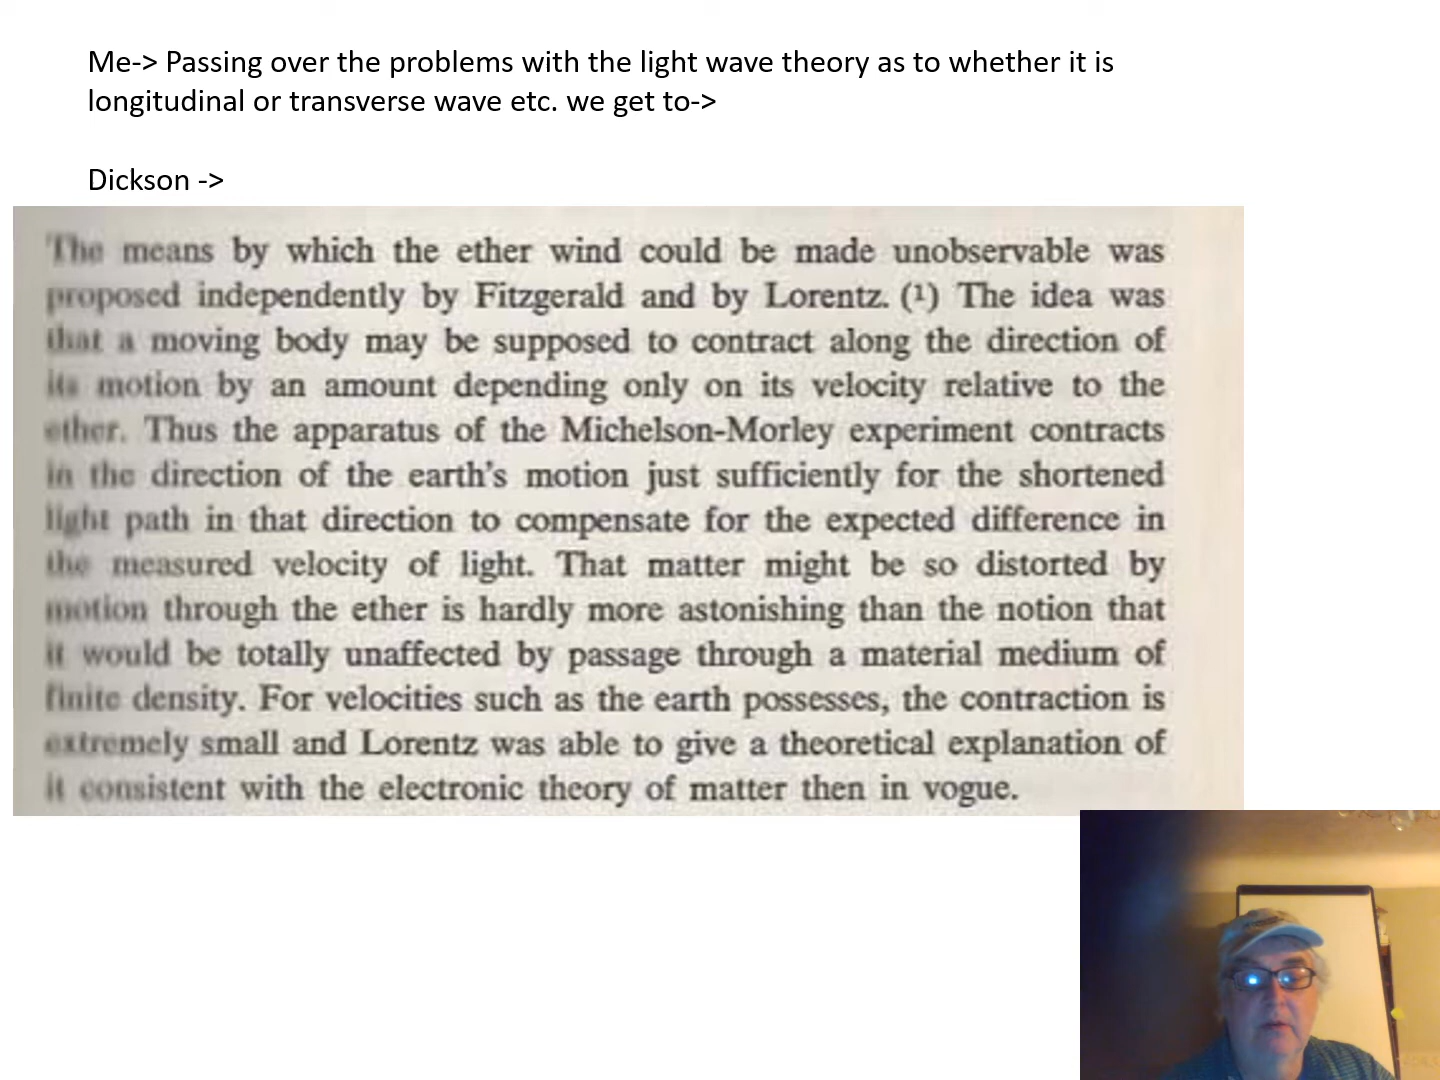 Me-> Passing over the problems with the light wave theory as to whether it is
longitudinal or transverse wave etc. we get to->
Dickson ->
The means by which the ether wind could be made unobservable was
proposed independently by Fitzgerald and by Lorentz. (¹) The idea was
that a moving body may be supposed to contract along the direction of
its motion by an amount depending only on its velocity relative to the
ether. Thus the apparatus of the Michelson-Morley experiment contracts
in the direction of the earth's motion just sufficiently for the shortened
light path in that direction to compensate for the expected difference in
the measured velocity of light. That matter might be so distorted by
motion through the ether is hardly more astonishing than the notion that
it would be totally unaffected by passage through a material medium of
finite density. For velocities such as the earth possesses, the contraction is
extremely small and Lorentz was able to give a theoretical explanation of
it consistent with the electronic theory of matter then in vogue.